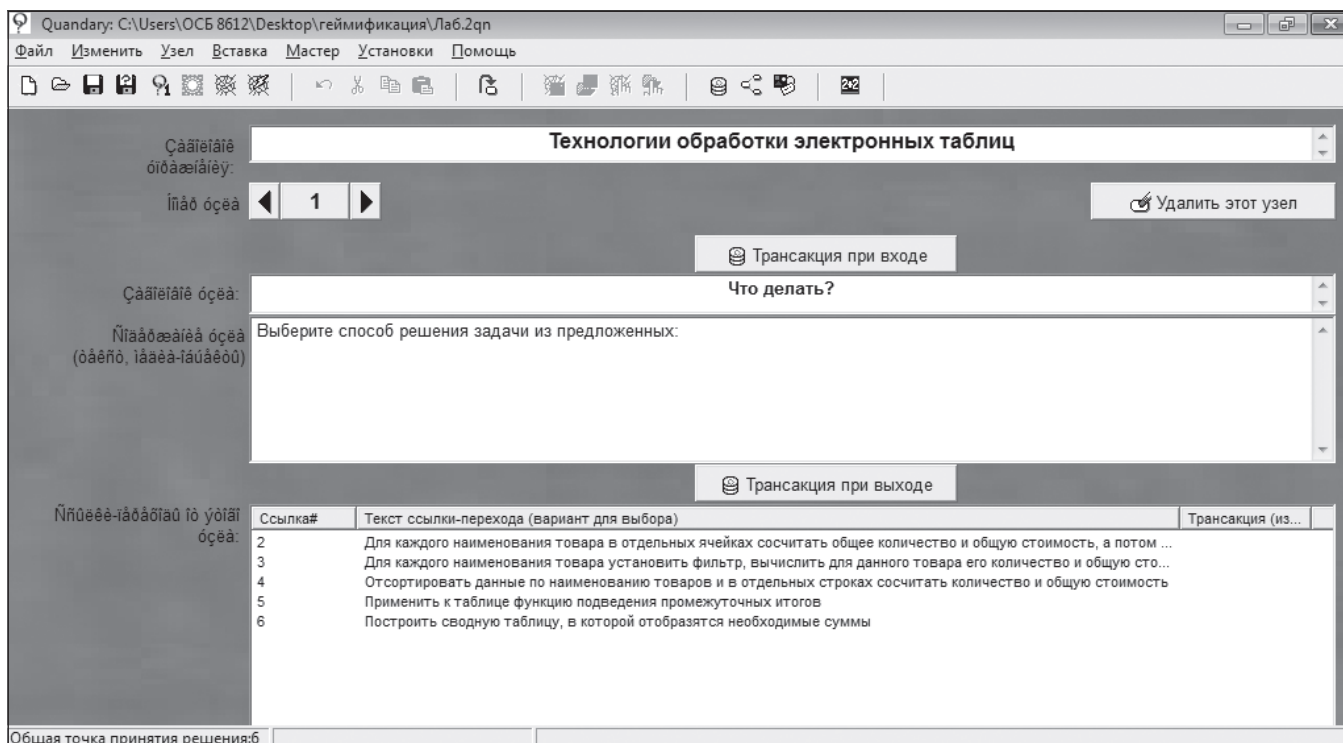 Quandary: C:\Users\ОСБ 8612\Desktop\геймификация\Лаб.2qn
Файл Изменить Узел Вставка Мастер Установки Помощь
Çàãîëîâîê
óïðàæíåíèÿ:
Технологии обработки электронных таблиц
Íîìåð óçëà
1
Удалить этот узел
Трансакция при входе
Çàãîëîâîê óçëà:
Что делать?
Ñîäåðæàíèå óçëà
(òåêñò, ìåäèà-îáúåêòû)
Выберите способ решения задачи из предложенных:
Трансакция при выходе
Ññûëêè-ïåðåõîäû îò ýòîãî
óçëà:
Ссылка# Текст ссылки-перехода (вариант для выбора) Трансакция (из...
2 Для каждого наименования товара в отдельных ячейках сосчитать общее количество и общую стоимость, а потом ...
3 Для каждого наименования товара установить фильтр, вычислить для данного товара его количество и общую сто...
4 Отсортировать данные по наименованию товаров и в отдельных строках сосчитать количество и общую стоимость
5 Применить к таблице функцию подведения промежуточных итогов
6 Построить сводную таблицу, в которой отобразятся необходимые суммы
Общая точка принятия решения:6